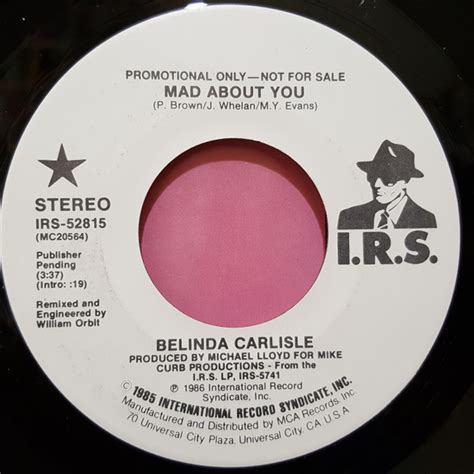 PROMOTIONAL ONLY—NOT FOR SALE
MAD ABOUT YOU
(P. Brown/J. Whelan/M.Y. Evans)
STEREO
IRS-52815
(MC20564)
Publisher
Pending
(3:37)
(Intro: :19)
Remixed and
Engineered by
William Orbit
I.R.S.
BELINDA CARLISLE
PRODUCED BY MICHAEL LLOYD FOR MIKE
CURB PRODUCTIONS - From the
I.R.S. LP, IRS-5741
℗ 1986 International Record
Syndicate, Inc.
© 1985 INTERNATIONAL RECORD SYNDICATE, INC.
Manufactured and Distributed by MCA Records, Inc.
70 Universal City Plaza, Universal City, CA U.S.A.